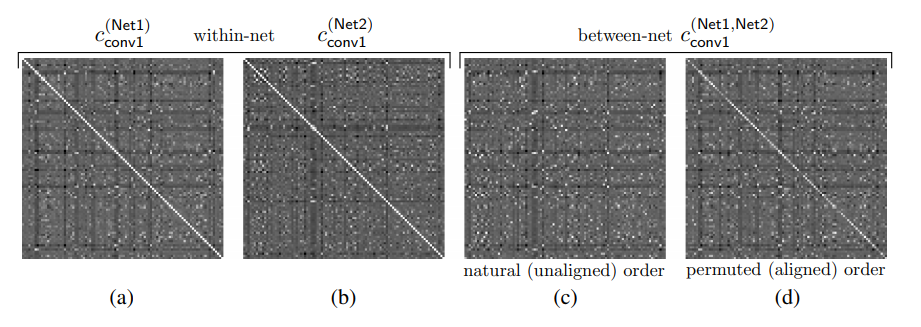 c_conv1^(Net1) within-net c_conv1^(Net2) between-net c_conv1^(Net1,Net2)
natural (unaligned) order permuted (aligned) order
(a) (b) (c) (d)